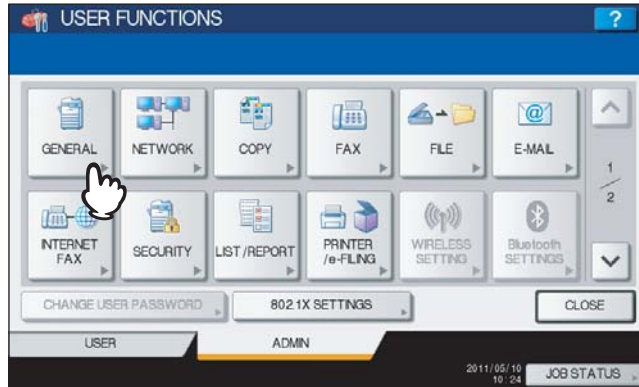 USER FUNCTIONS
?
GENERAL
NETWORK
COPY
FAX
FILE
@
E-MAIL
1
2
INTERNET
FAX
SECURITY
LIST/REPORT
PRINTER
/e-FILING
WIRELESS
SETTING
Bluetooth
SETTINGS
CHANGE USER PASSWORD
802.1X SETTINGS
CLOSE
USER
ADMIN
2011/05/10
10:24
JOB STATUS